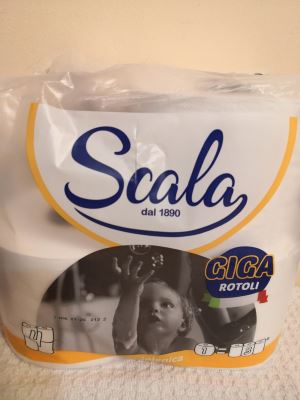 Scala
dal 1890
GIGA
ROTOLI